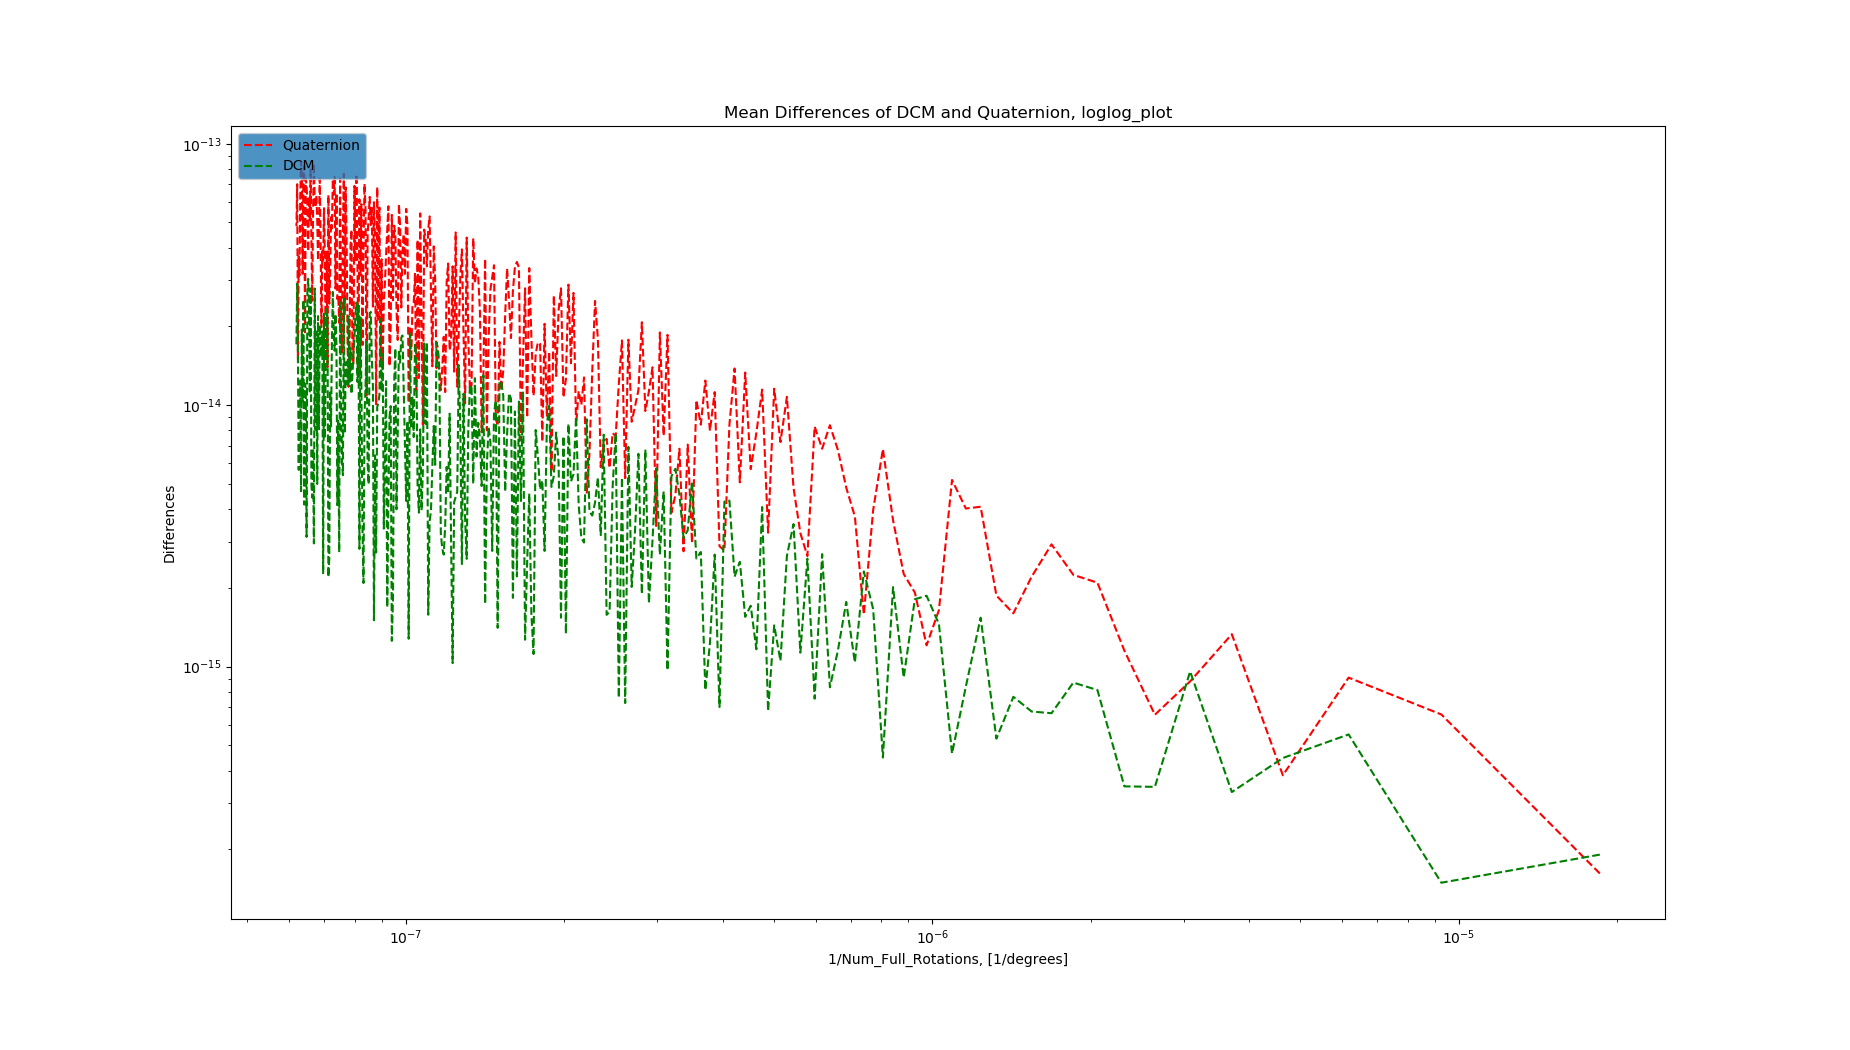 Mean Differences of DCM and Quaternion, loglog_plot
Quaternion
DCM
10⁻¹³
10⁻¹⁴
10⁻¹⁵
Differences
10⁻⁷
10⁻⁶
10⁻⁵
1/Num_Full_Rotations, [1/degrees]